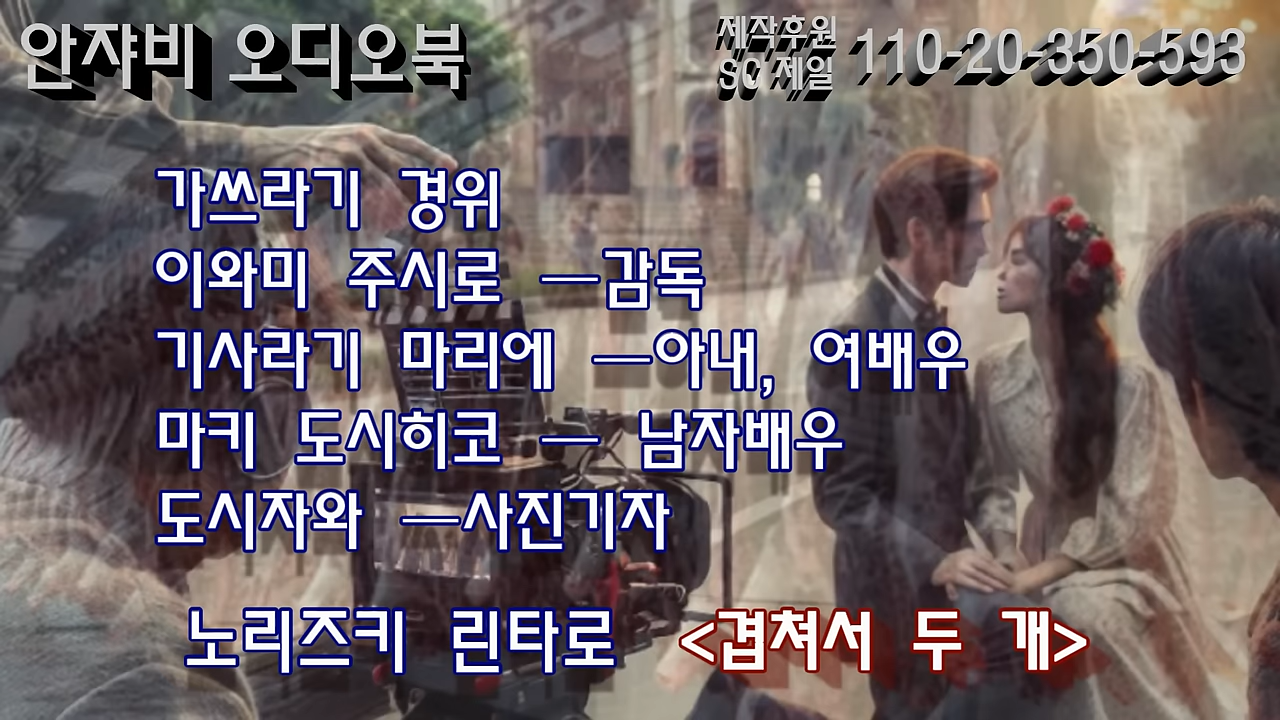 안쟈비 오디오북
제작후원
SC 제일
110-20-350-593
가쓰라기 경위
이와미 주시로 —감독
기사라기 마리에 —아내, 여배우
마키 도시히코 — 남자배우
도시자와 —사진기자
노리즈키 린타로 <겹쳐서 두 개>